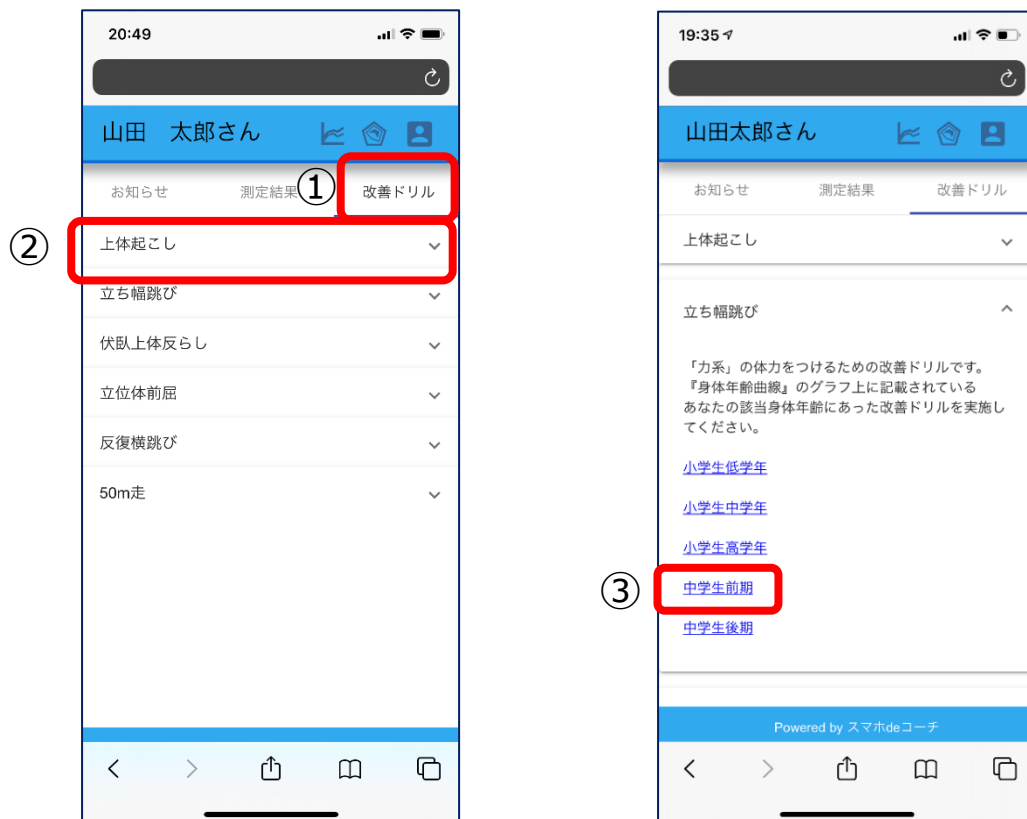 20:49
山田 太郎さん
お知らせ
測定結果
①
改善ドリル
②
上体起こし
立ち幅跳び
伏臥上体反らし
立位体前屈
反復横跳び
50m走
19:35
山田太郎さん
お知らせ
測定結果
改善ドリル
上体起こし
立ち幅跳び
「力系」の体力をつけるための改善ドリルです。
『身体年齢曲線』のグラフ上に記載されている
あなたの該当身体年齢にあった改善ドリルを実施し
てください。
小学生低学年
小学生中学年
小学生高学年
③
中学生前期
中学生後期
Powered by スマホdeコーチ